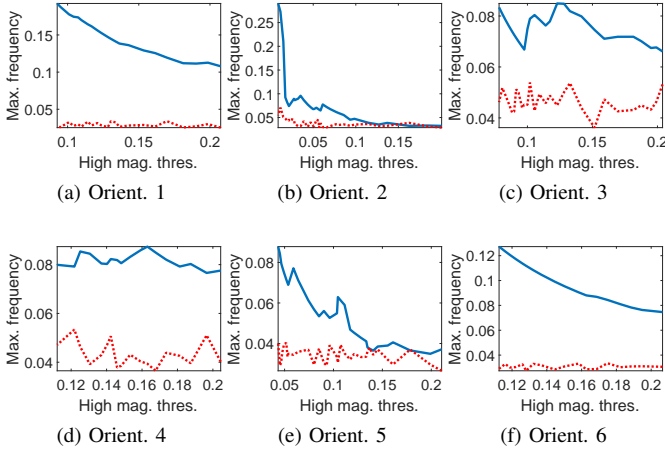 Max. frequency
0.15
0.1
0.05
0.1
0.15
0.2
High mag. thres.
(a) Orient. 1
Max. frequency
0.25
0.2
0.15
0.1
0.05
0.05
0.1
0.15
High mag. thres.
(b) Orient. 2
Max. frequency
0.08
0.06
0.04
0.1
0.15
0.2
High mag. thres.
(c) Orient. 3
Max. frequency
0.08
0.06
0.04
0.12
0.14
0.16
0.18
0.2
High mag. thres.
(d) Orient. 4
Max. frequency
0.08
0.06
0.04
0.05
0.1
0.15
0.2
High mag. thres.
(e) Orient. 5
Max. frequency
0.12
0.1
0.08
0.06
0.04
0.12
0.14
0.16
0.18
0.2
High mag. thres.
(f) Orient. 6